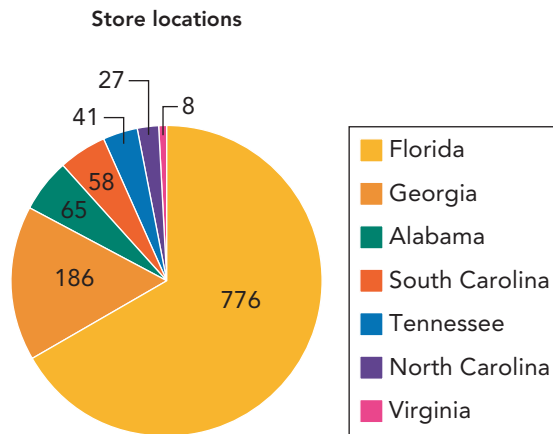 Store locations
27
8
41
58
65
186
776
Florida
Georgia
Alabama
South Carolina
Tennessee
North Carolina
Virginia